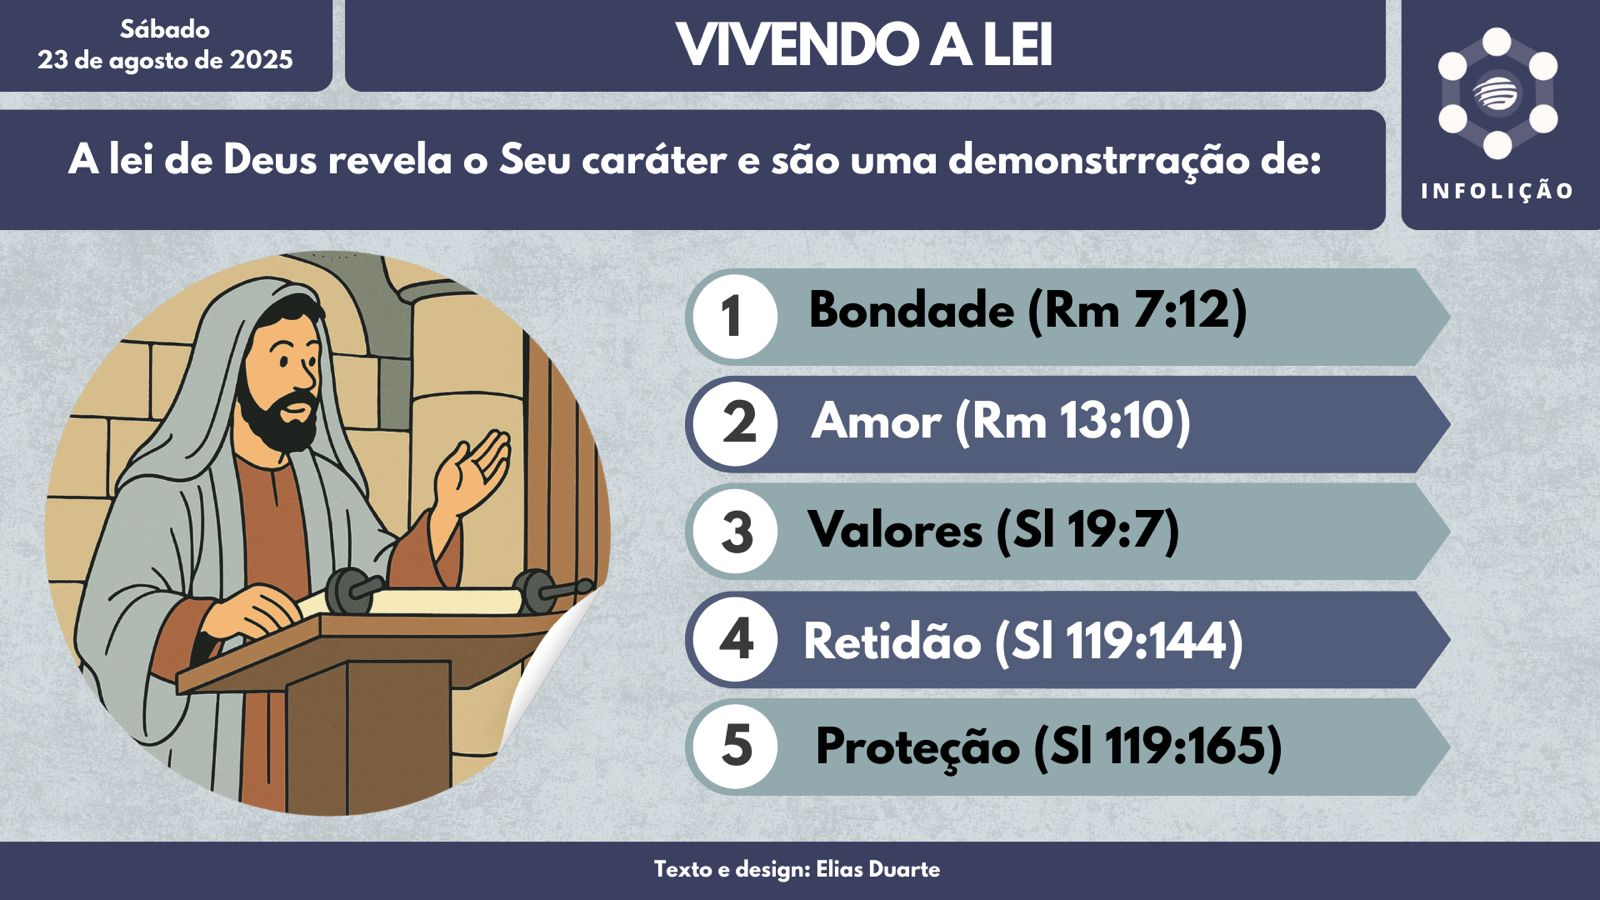 Sábado
23 de agosto de 2025
VIVENDO A LEI
INFOLIÇÃO
A lei de Deus revela o Seu caráter e são uma demonstrração de:
1 Bondade (Rm 7:12)
2 Amor (Rm 13:10)
3 Valores (Sl 19:7)
4 Retidão (Sl 119:144)
5 Proteção (Sl 119:165)
Texto e design: Elias Duarte